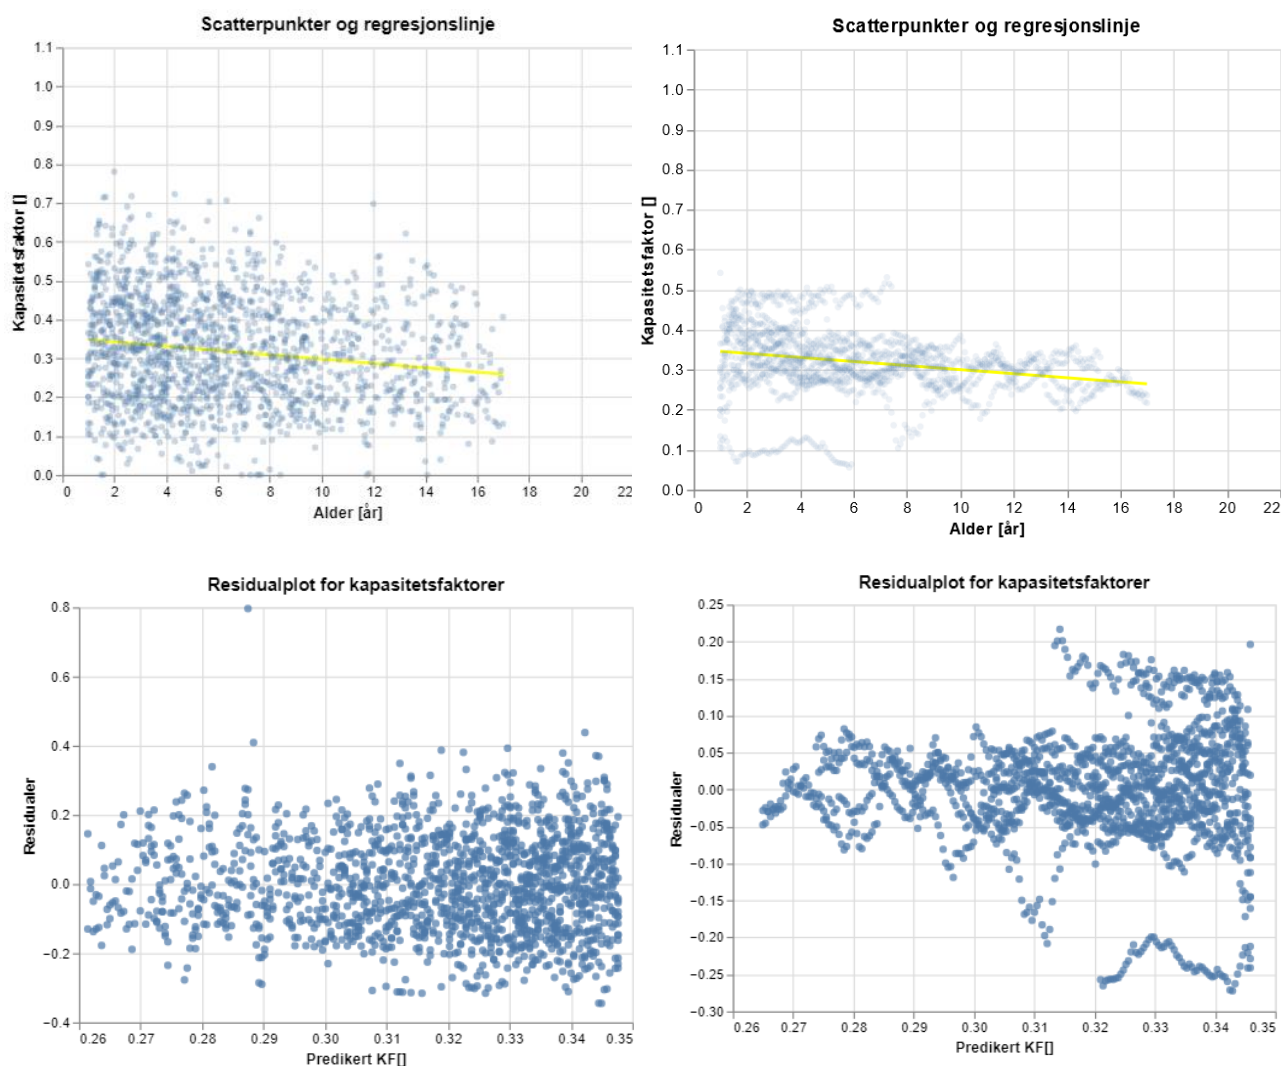 Scatterpunkter og regresjonslinje
1.1
1.0
0.9
0.8
0.7
0.6
0.5
0.4
0.3
0.2
0.1
0.0
Kapasitetsfaktor []
0 2 4 6 8 10 12 14 16 18 20 22
Alder [år]
Scatterpunkter og regresjonslinje
1.1
1.0
0.9
0.8
0.7
0.6
0.5
0.4
0.3
0.2
0.1
0.0
Kapasitetsfaktor []
0 2 4 6 8 10 12 14 16 18 20 22
Alder [år]
Residualplot for kapasitetsfaktorer
0.8
0.6
0.4
0.2
0.0
−0.2
−0.4
Residualer
0.26 0.27 0.28 0.29 0.30 0.31 0.32 0.33 0.34 0.35
Predikert KF[]
Residualplot for kapasitetsfaktorer
0.25
0.20
0.15
0.10
0.05
0.00
−0.05
−0.10
−0.15
−0.20
−0.25
−0.30
Residualer
0.26 0.27 0.28 0.29 0.30 0.31 0.32 0.33 0.34 0.35
Predikert KF[]